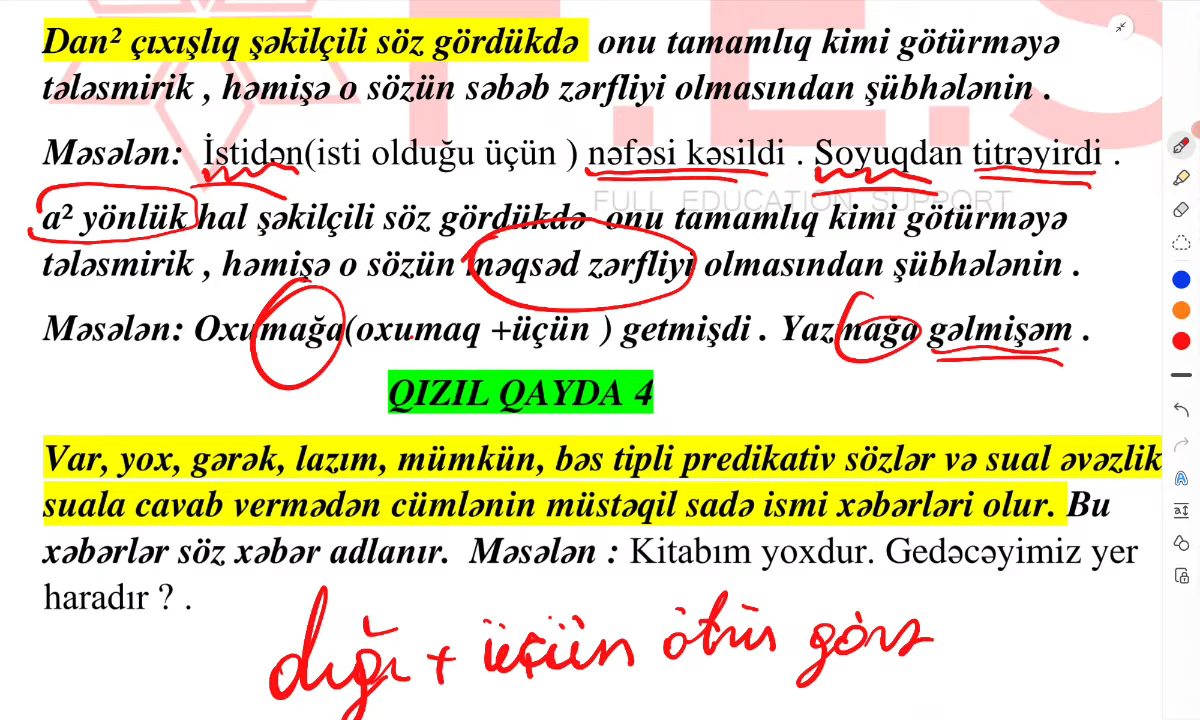 Dan² çıxışlıq şəkilçili söz gördükdə onu tamamlıq kimi götürməyə
tələsmirik , həmişə o sözün səbəb zərfliyi olmasından şübhələnin .
Məsələn: İstidən(isti olduğu üçün ) nəfəsi kəsildi . Soyuqdan titrəyirdi .
FULL EDUCATION SUPPORT
a² yönlük hal şəkilçili söz gördükdə onu tamamlıq kimi götürməyə
tələsmirik , həmişə o sözün məqsəd zərfliyi olmasından şübhələnin .
Məsələn: Oxumağa(oxumaq +üçün ) getmişdi . Yazmağa gəlmişəm .
QIZIL QAYDA 4
Var, yox, gərək, lazım, mümkün, bəs tipli predikativ sözlər və sual əvəzlik
suala cavab vermədən cümlənin müstəqil sadə ismi xəbərləri olur. Bu
xəbərlər söz xəbər adlanır. Məsələn : Kitabım yoxdur. Gedəcəyimiz yer
haradır ? .
dığı + üçün ötür görə